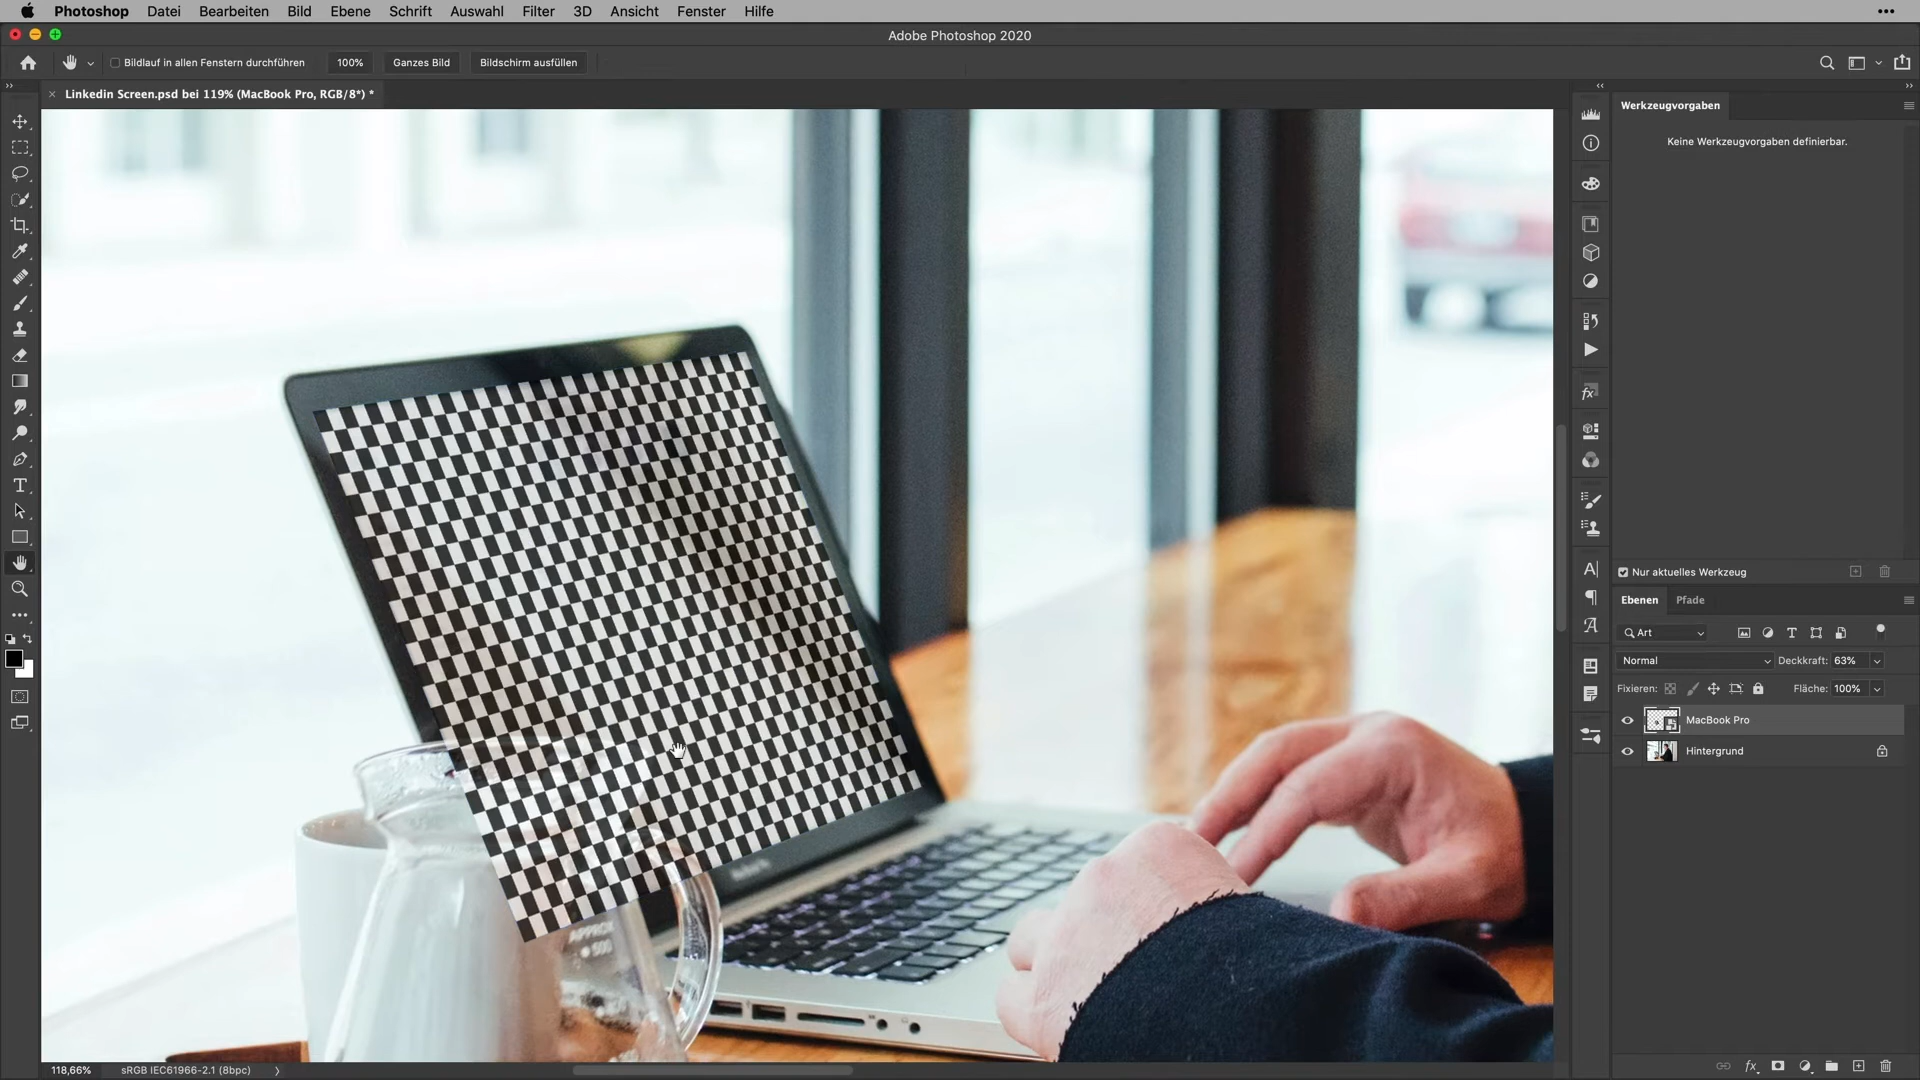 Photoshop Datei Bearbeiten Bild Ebene Schrift Auswahl Filter 3D Ansicht Fenster Hilfe
Adobe Photoshop 2020
Bildlauf in allen Fenstern durchführen 100% Ganzes Bild Bildschirm ausfüllen
Linkedin Screen.psd bei 119% (MacBook Pro, RGB/8*) *
Werkzeugvorgaben
Keine Werkzeugvorgaben definierbar.
Nur aktuelles Werkzeug
Ebenen Pfade
Art
Normal Deckkraft: 63%
Fixieren: Fläche: 100%
MacBook Pro
Hintergrund
APPROX
500
118,66% sRGB IEC61966-2.1 (8bpc)